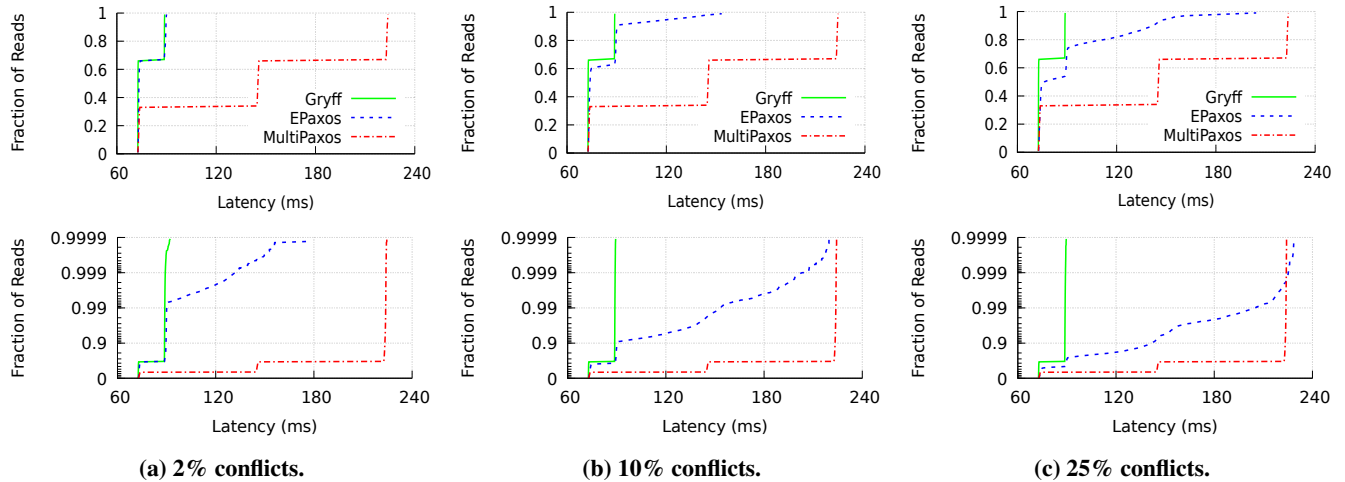 Fraction of Reads
1
0.8
0.6
0.4
0.2
0
Gryff
EPaxos
MultiPaxos
60 120 180 240
Latency (ms)
Fraction of Reads
1
0.8
0.6
0.4
0.2
0
Gryff
EPaxos
MultiPaxos
60 120 180 240
Latency (ms)
Fraction of Reads
1
0.8
0.6
0.4
0.2
0
Gryff
EPaxos
MultiPaxos
60 120 180 240
Latency (ms)
Fraction of Reads
0.9999
0.999
0.99
0.9
0
60 120 180 240
Latency (ms)
Fraction of Reads
0.9999
0.999
0.99
0.9
0
60 120 180 240
Latency (ms)
Fraction of Reads
0.9999
0.999
0.99
0.9
0
60 120 180 240
Latency (ms)
(a) 2% conflicts.
(b) 10% conflicts.
(c) 25% conflicts.